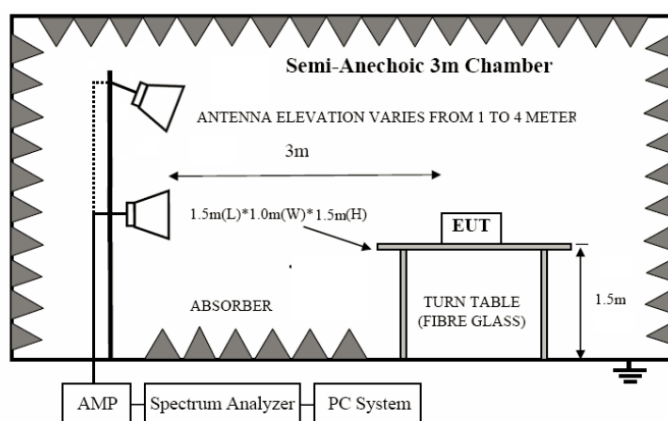 Semi-Anechoic 3m Chamber
ANTENNA ELEVATION VARIES FROM 1 TO 4 METER
3m
1.5m(L)*1.0m(W)*1.5m(H)
EUT
ABSORBER
TURN TABLE
(FIBRE GLASS)
1.5m
AMP
Spectrum Analyzer
PC System